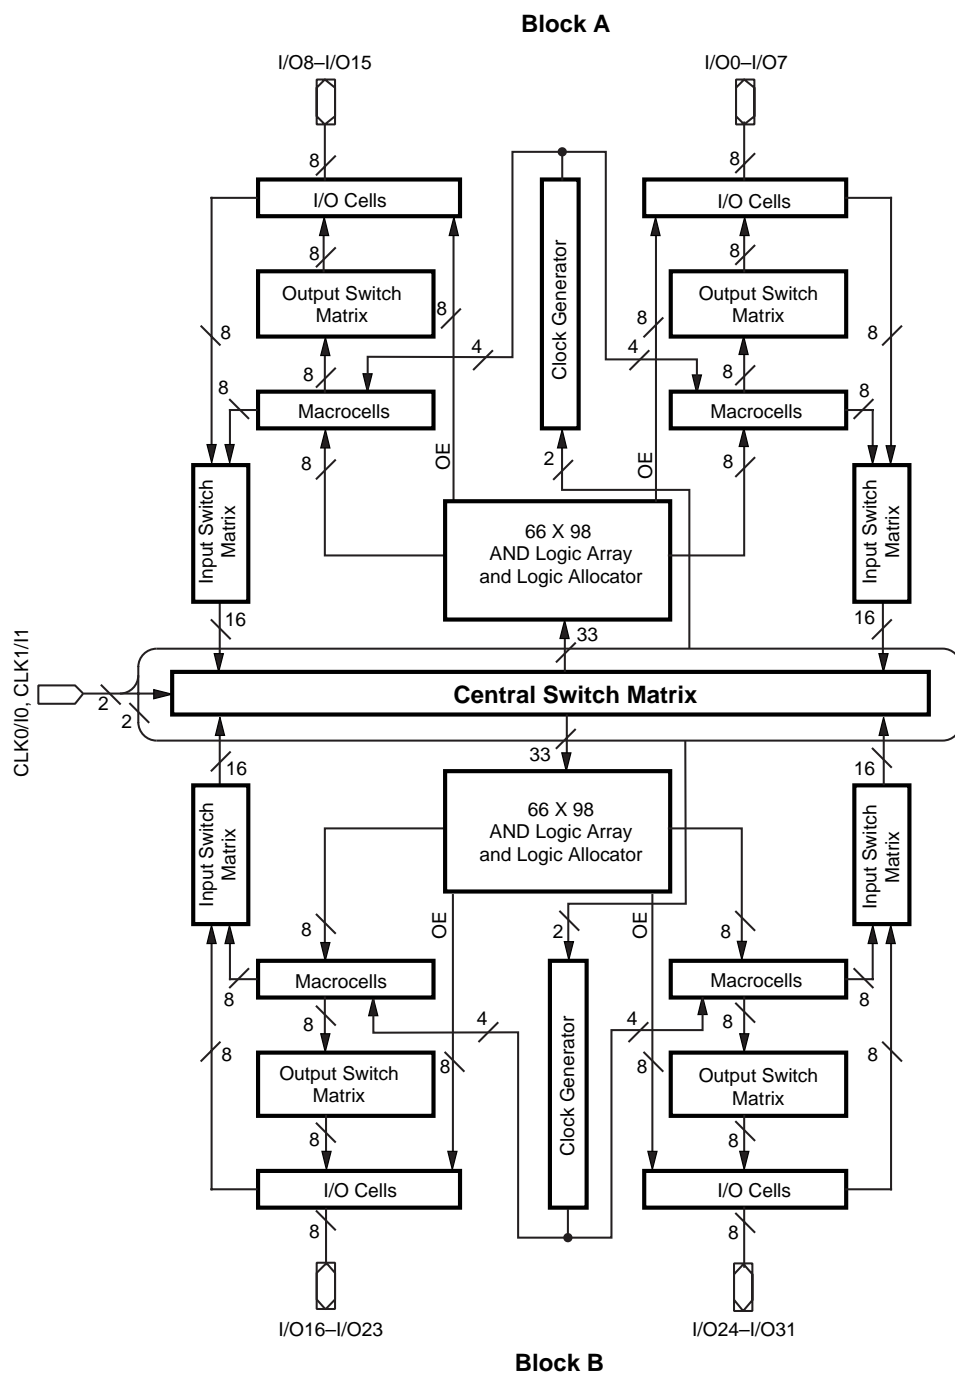 Block A
I/O8–I/O15
I/O0–I/O7
8
8
I/O Cells
I/O Cells
8
8
Output Switch
Matrix
Clock Generator
Output Switch
Matrix
8
8
8
8
4
4
8
8
8
8
Macrocells
Macrocells
OE
OE
8
2
8
Input Switch
Matrix
66 X 98
AND Logic Array
and Logic Allocator
Input Switch
Matrix
16
33
16
CLK0/I0, CLK1/I1
2
2
Central Switch Matrix
33
16
16
Input Switch
Matrix
66 X 98
AND Logic Array
and Logic Allocator
Input Switch
Matrix
8
OE
2
OE
8
Macrocells
Macrocells
8
8
8
4
4
8
8
8
8
8
Output Switch
Matrix
Clock Generator
Output Switch
Matrix
8
8
8
I/O Cells
I/O Cells
8
8
I/O16–I/O23
I/O24–I/O31
Block B